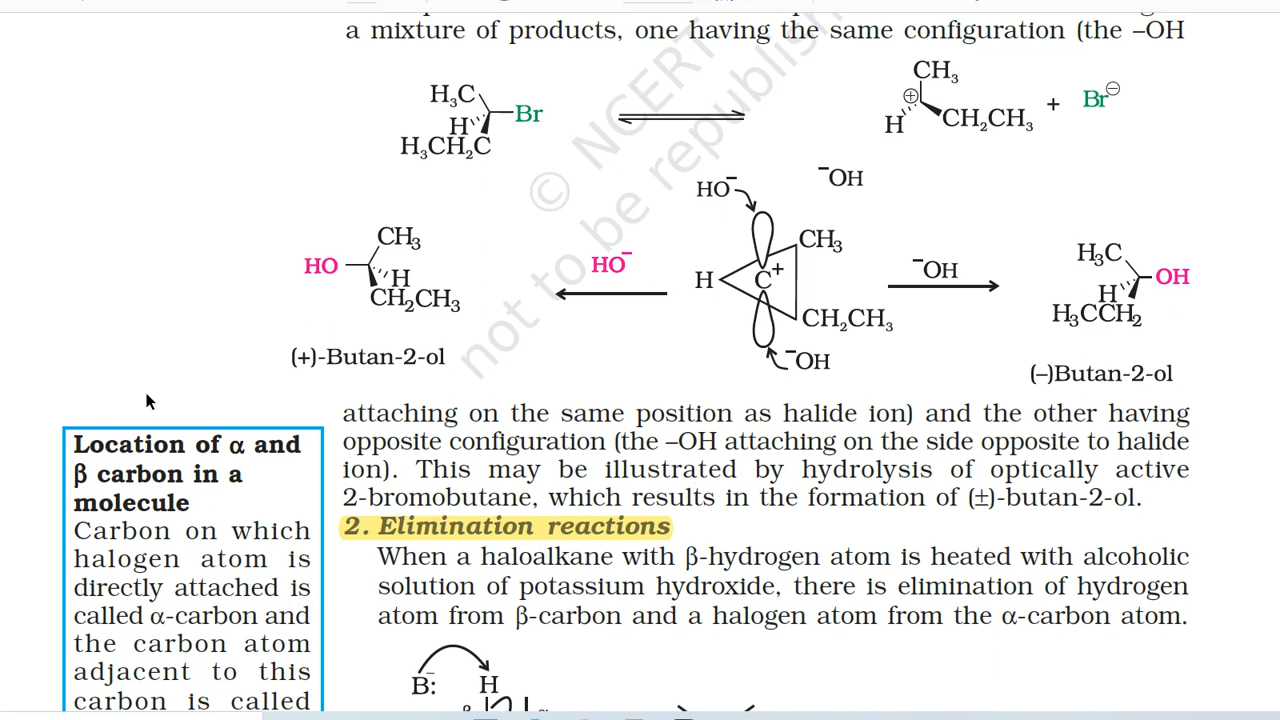 a mixture of products, one having the same configuration (the –OH
CH₃
H₃C
Br
H
H₃CH₂C
⊕
H
CH₂CH₃
+
Br⊖
HO⁻
⁻OH
CH₃
HO
H
CH₂CH₃
HO⁻
H
C⁺
CH₃
CH₂CH₃
⁻OH
⁻OH
H₃C
OH
H
H₃CCH₂
(+)-Butan-2-ol
(–)Butan-2-ol
© NCERT
not to be republish
attaching on the same position as halide ion) and the other having
opposite configuration (the –OH attaching on the side opposite to halide
ion). This may be illustrated by hydrolysis of optically active
2-bromobutane, which results in the formation of (±)-butan-2-ol.
2. Elimination reactions
When a haloalkane with β-hydrogen atom is heated with alcoholic
solution of potassium hydroxide, there is elimination of hydrogen
atom from β-carbon and a halogen atom from the α-carbon atom.
B:⁻
H
β
α
Location of α and
β carbon in a
molecule
Carbon on which
halogen atom is
directly attached is
called α-carbon and
the carbon atom
adjacent to this
carbon is called